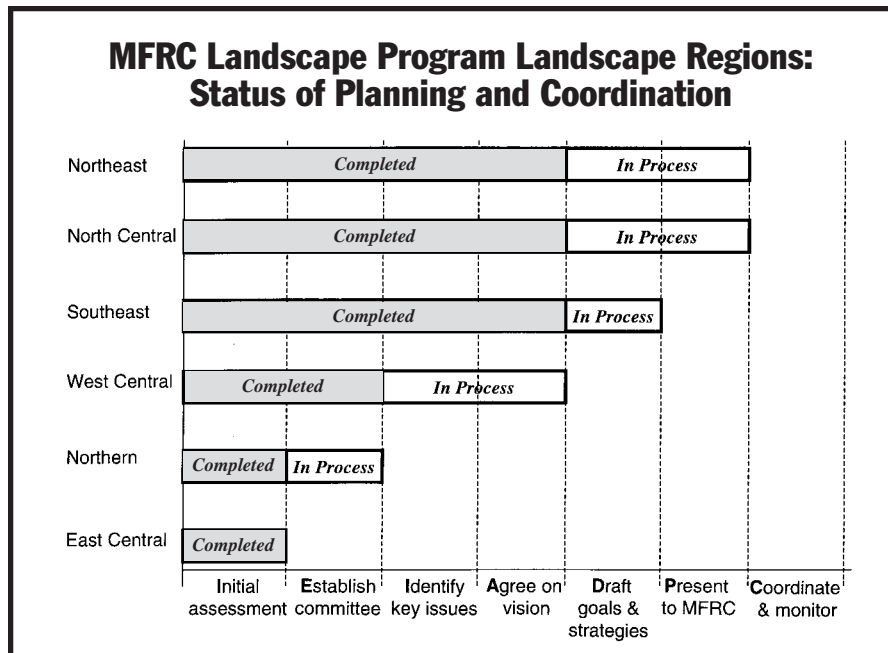 MFRC Landscape Program Landscape Regions:
Status of Planning and Coordination
Northeast
Completed
In Process
North Central
Completed
In Process
Southeast
Completed
In Process
West Central
Completed
In Process
Northern
Completed
In Process
East Central
Completed
Initial
assessment
Establish
committee
Identify
key issues
Agree on
vision
Draft
goals &
strategies
Present
to MFRC
Coordinate
& monitor